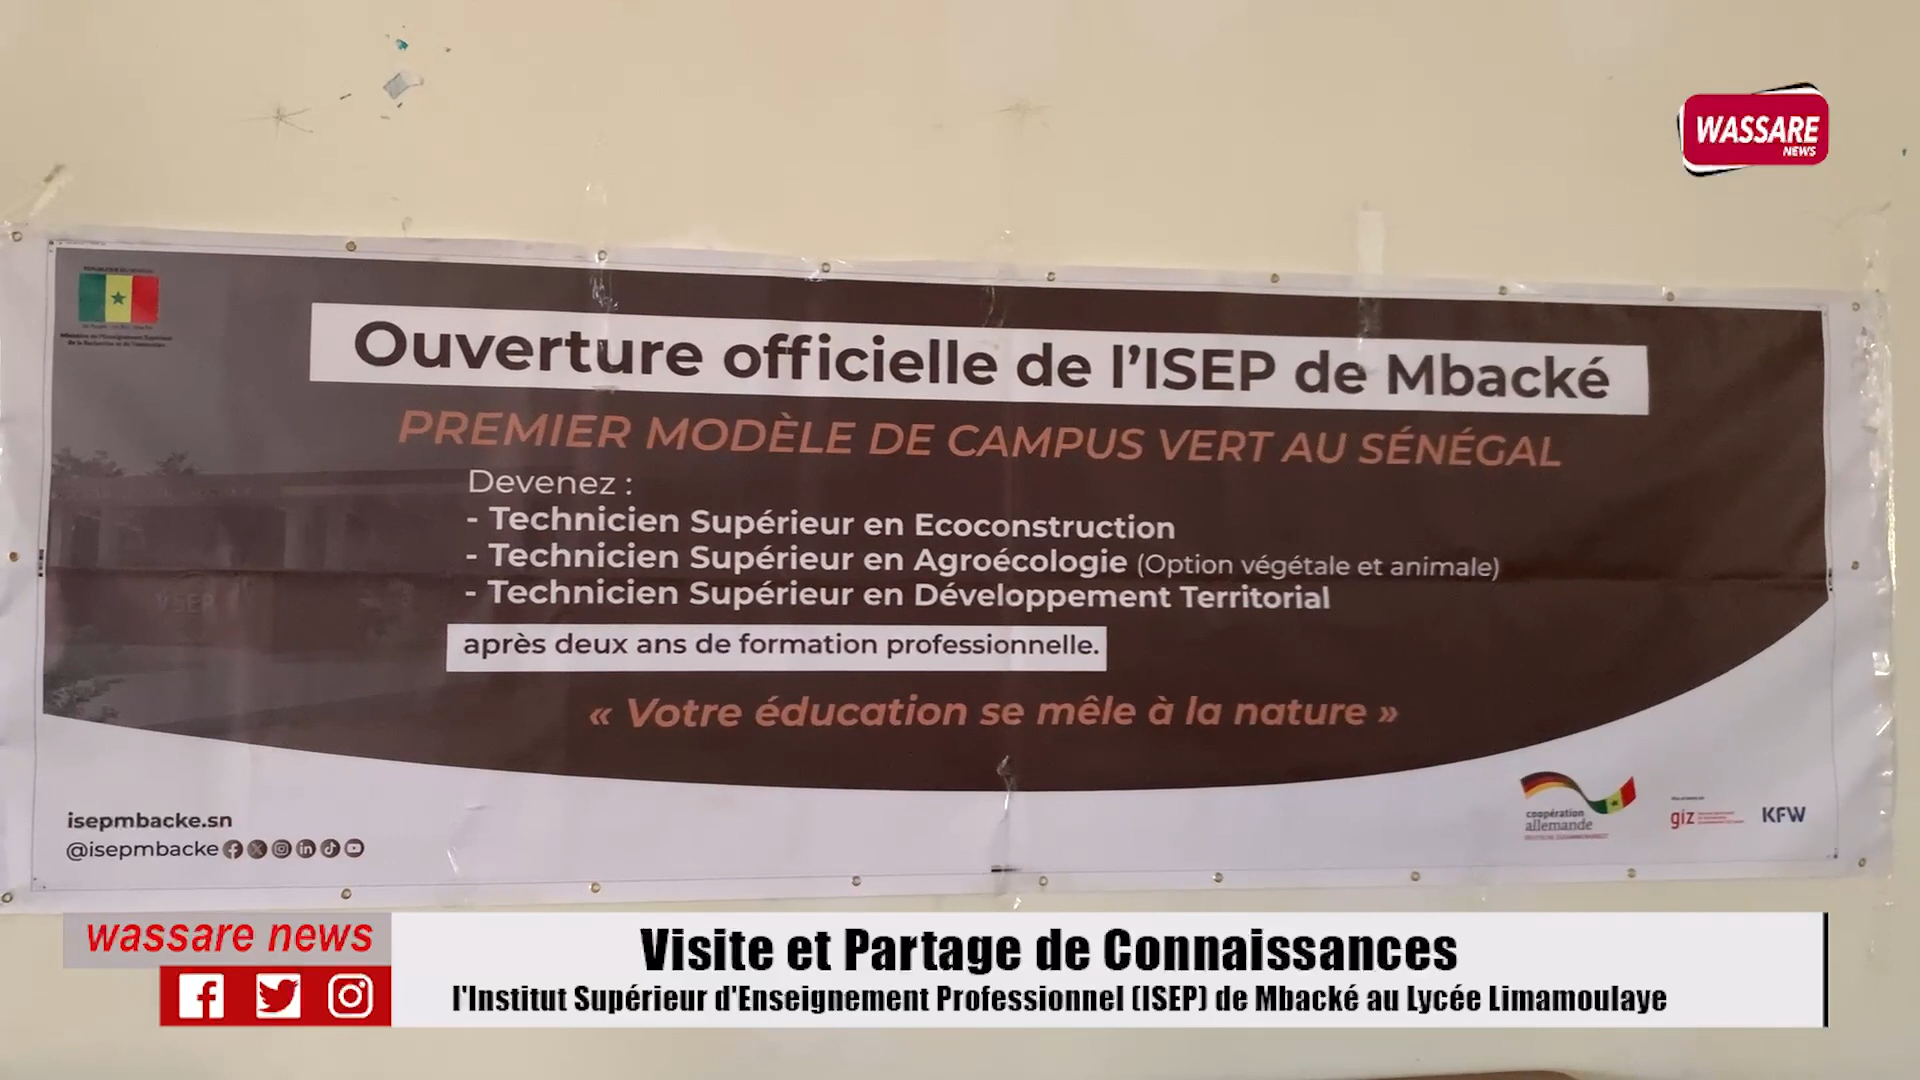 WASSARE
NEWS
Ouverture officielle de l'ISEP de Mbacké
PREMIER MODÈLE DE CAMPUS VERT AU SÉNÉGAL
Devenez :
- Technicien Supérieur en Ecoconstruction
- Technicien Supérieur en Agroécologie (Option végétale et animale)
- Technicien Supérieur en Développement Territorial
après deux ans de formation professionnelle.
« Votre éducation se mêle à la nature »
isepmbacke.sn
@isepmbacke
coopération
allemande
giz
KFW
wassare news
Visite et Partage de Connaissances
l'Institut Supérieur d'Enseignement Professionnel (ISEP) de Mbacké au Lycée Limamoulaye